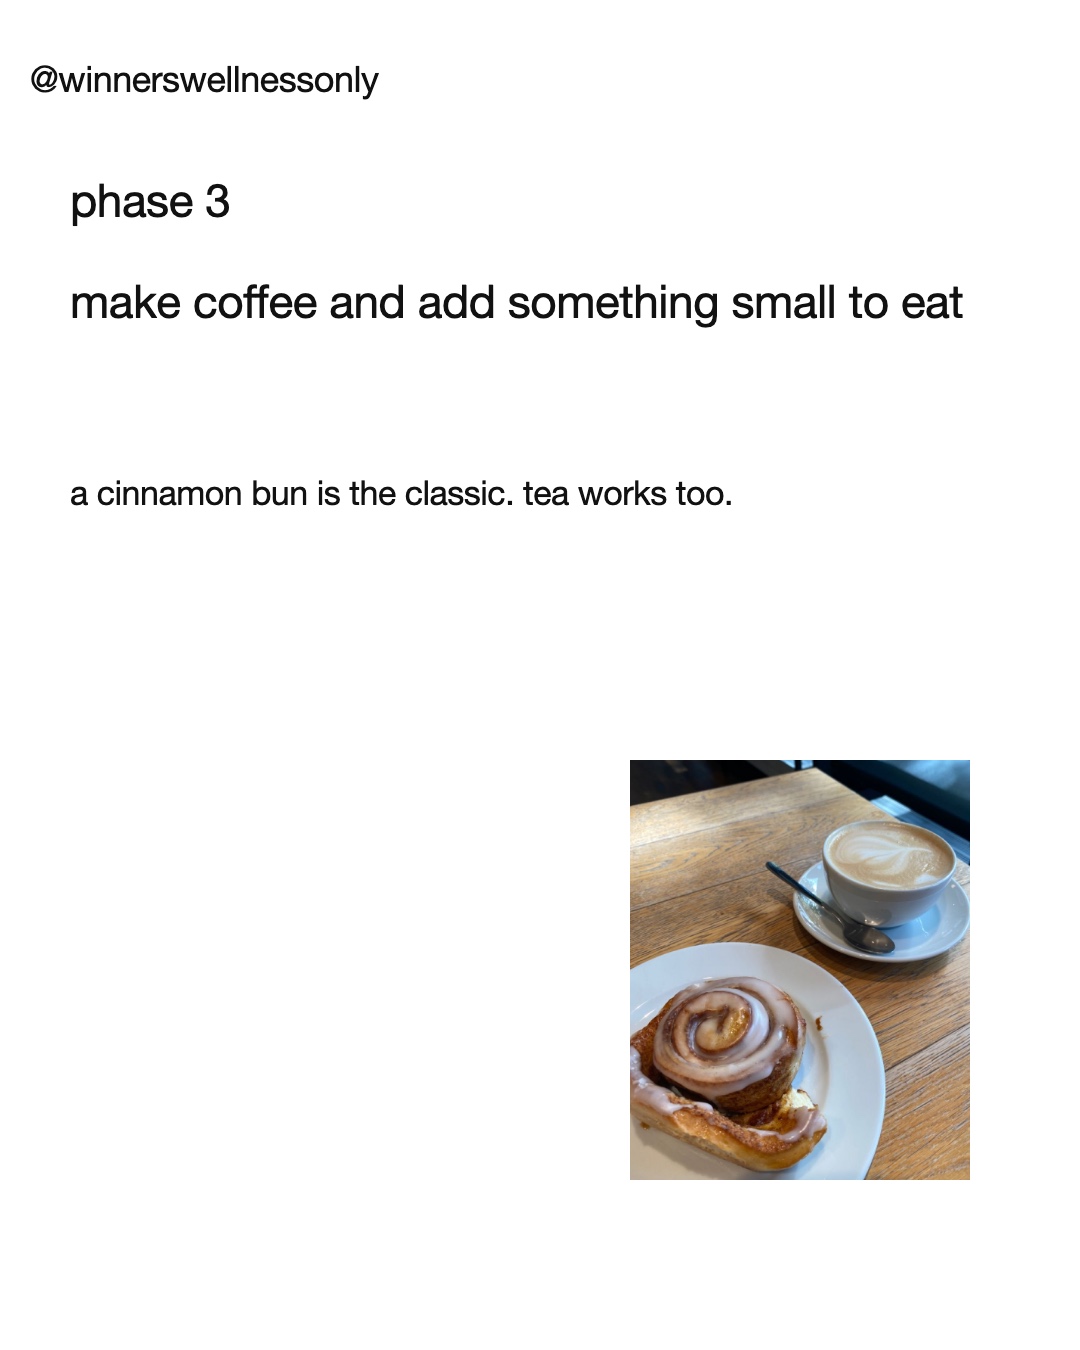 @winnerswellnessonly
phase 3
make coffee and add something small to eat
a cinnamon bun is the classic. tea works too.